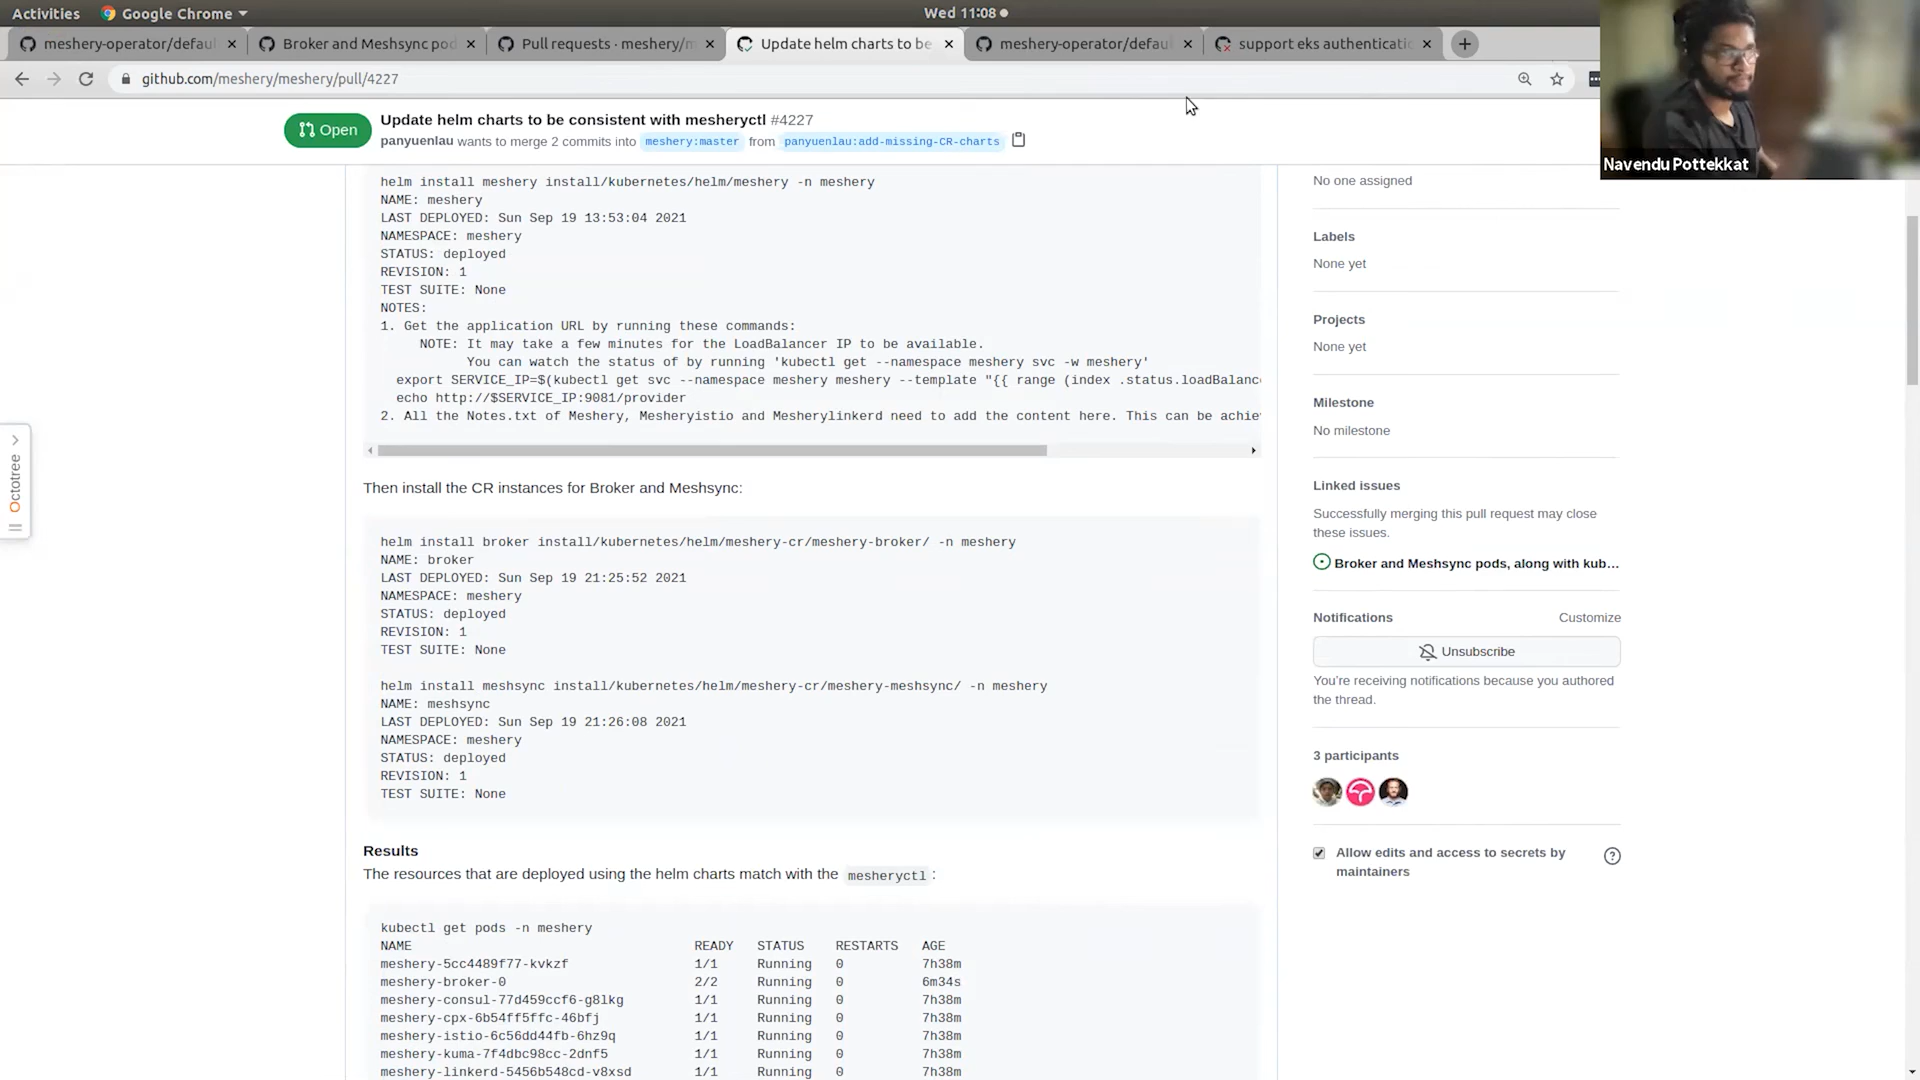 Activities Google Chrome Wed 11:08
meshery-operator/defau Broker and Meshsync pod Pull requests · meshery/m Update helm charts to be meshery-operator/defau support eks authenticatic
github.com/meshery/meshery/pull/4227
Open
Update helm charts to be consistent with mesheryctl #4227
panyuenlau wants to merge 2 commits into meshery:master from panyuenlau:add-missing-CR-charts
Navendu Pottekkat
helm install meshery install/kubernetes/helm/meshery -n meshery
NAME: meshery
LAST DEPLOYED: Sun Sep 19 13:53:04 2021
NAMESPACE: meshery
STATUS: deployed
REVISION: 1
TEST SUITE: None
NOTES:
1. Get the application URL by running these commands:
NOTE: It may take a few minutes for the LoadBalancer IP to be available.
You can watch the status of by running 'kubectl get --namespace meshery svc -w meshery'
export SERVICE_IP=$(kubectl get svc --namespace meshery meshery --template "{{ range (index .status.loadBalance
echo http://$SERVICE_IP:9081/provider
2. All the Notes.txt of Meshery, Mesheryistio and Mesherylinkerd need to add the content here. This can be achie
Then install the CR instances for Broker and Meshsync:
helm install broker install/kubernetes/helm/meshery-cr/meshery-broker/ -n meshery
NAME: broker
LAST DEPLOYED: Sun Sep 19 21:25:52 2021
NAMESPACE: meshery
STATUS: deployed
REVISION: 1
TEST SUITE: None
helm install meshsync install/kubernetes/helm/meshery-cr/meshery-meshsync/ -n meshery
NAME: meshsync
LAST DEPLOYED: Sun Sep 19 21:26:08 2021
NAMESPACE: meshery
STATUS: deployed
REVISION: 1
TEST SUITE: None
Results
The resources that are deployed using the helm charts match with the mesheryctl :
kubectl get pods -n meshery
NAME READY STATUS RESTARTS AGE
meshery-5cc4489f77-kvkzf 1/1 Running 0 7h38m
meshery-broker-0 2/2 Running 0 6m34s
meshery-consul-77d459ccf6-g8lkg 1/1 Running 0 7h38m
meshery-cpx-6b54ff5ffc-46bfj 1/1 Running 0 7h38m
meshery-istio-6c56dd44fb-6hz9q 1/1 Running 0 7h38m
meshery-kuma-7f4dbc98cc-2dnf5 1/1 Running 0 7h38m
meshery-linkerd-5456b548cd-v8xsd 1/1 Running 0 7h38m
Octotree
No one assigned
Labels
None yet
Projects
None yet
Milestone
No milestone
Linked issues
Successfully merging this pull request may close
these issues.
Broker and Meshsync pods, along with kub...
Notifications Customize
Unsubscribe
You're receiving notifications because you authored
the thread.
3 participants
Allow edits and access to secrets by
maintainers